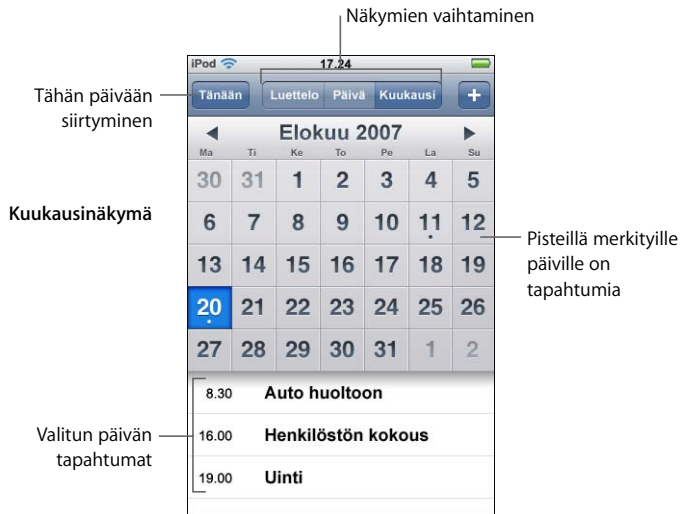 Näkymien vaihtaminen
iPod 17.24
Tänään Luettelo Päivä Kuukausi +
Tähän päivään
siirtyminen
Elokuu 2007
Ma Ti Ke To Pe La Su
30 31 1 2 3 4 5
Kuukausinäkymä
6 7 8 9 10 11 12
Pisteillä merkityille
päiville on
tapahtumia
13 14 15 16 17 18 19
20 21 22 23 24 25 26
27 28 29 30 31 1 2
Valitun päivän
tapahtumat
8.30 Auto huoltoon
16.00 Henkilöstön kokous
19.00 Uinti